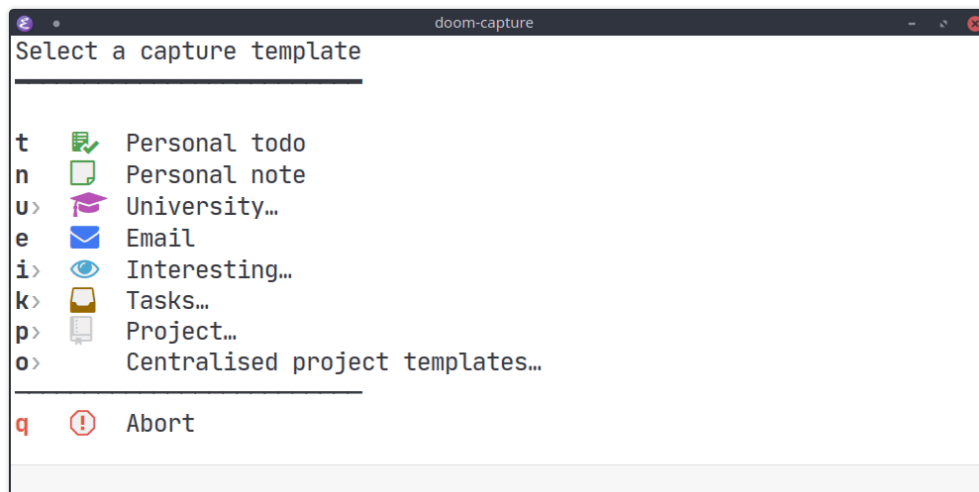 doom-capture
Select a capture template
t Personal todo
n Personal note
u› University…
e Email
i› Interesting…
k› Tasks…
p› Project…
o› Centralised project templates…
q Abort